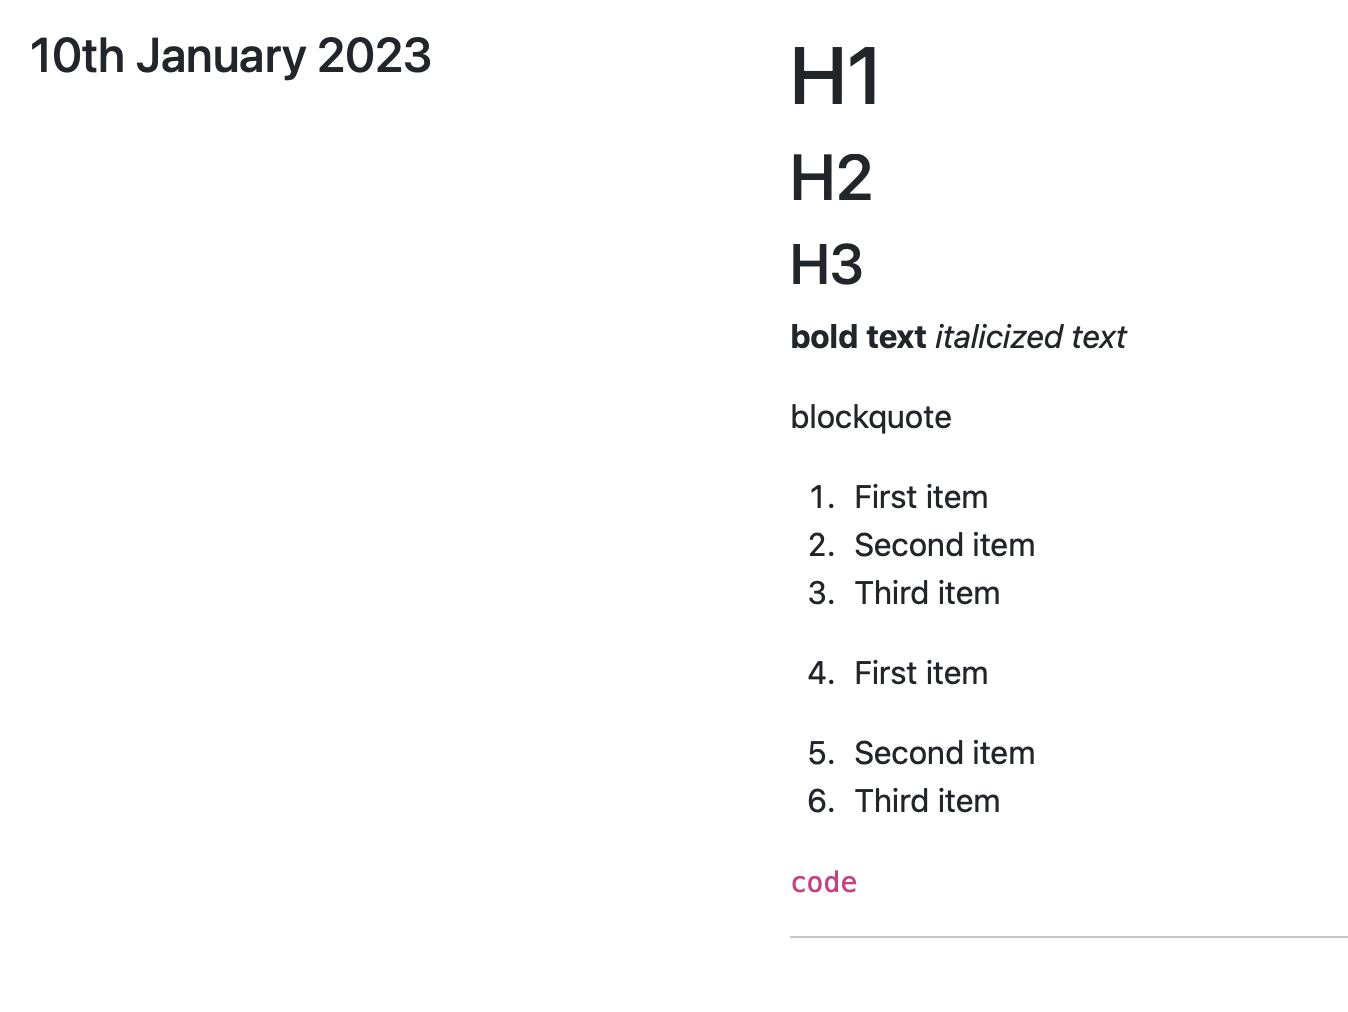 10th January 2023
H1
H2
H3
bold text italicized text
blockquote
1. First item
2. Second item
3. Third item
4. First item
5. Second item
6. Third item
code